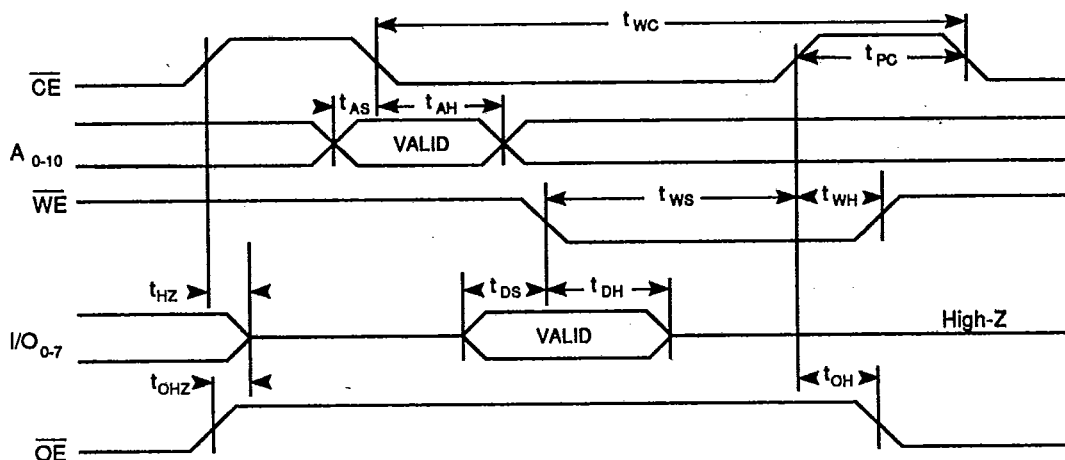 t WC
t PC
CE
t AS
t AH
VALID
A 0-10
WE
t WS
t WH
t HZ
t DS
t DH
I/O 0-7
VALID
High-Z
t OHZ
t OH
OE